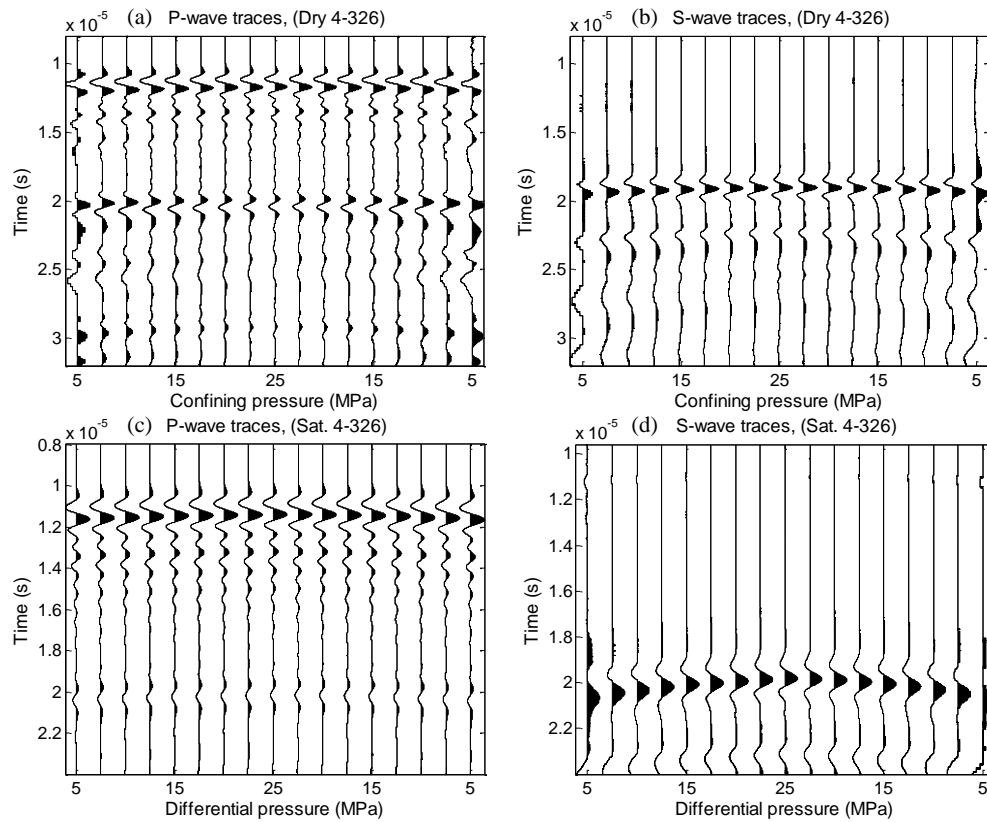 (a) P-wave traces, (Dry 4-326)
x 10⁻⁵
1
1.5
2
2.5
3
Time (s)
5 15 25 15 5
Confining pressure (MPa)
(b) S-wave traces, (Dry 4-326)
x 10⁻⁵
1
1.5
2
2.5
3
Time (s)
5 15 25 15 5
Confining pressure (MPa)
(c) P-wave traces, (Sat. 4-326)
x 10⁻⁵
0.8
1
1.2
1.4
1.6
1.8
2
2.2
Time (s)
5 15 25 15 5
Differential pressure (MPa)
(d) S-wave traces, (Sat. 4-326)
x 10⁻⁵
1
1.2
1.4
1.6
1.8
2
2.2
Time (s)
5 15 25 15 5
Differential pressure (MPa)